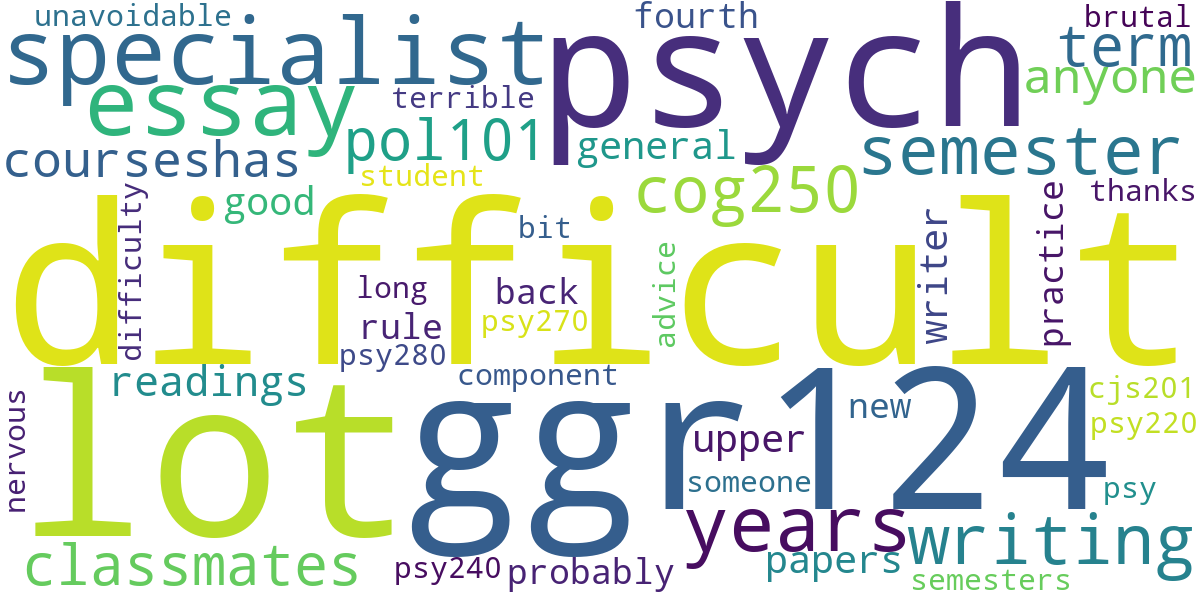 unavoidable
fourth
brutal
specialist
psych
term
anyone
essay
terrible
pol101
general
semester
courseshas
student
cog250
thanks
good
bit
difficulty
difficult
advice
writer
practice
long
back
rule
psy270
psy280
readings
component
lot
ggr124
new
cjs201
psy220
nervous
upper
someone
psy
years
writing
classmates
psy240
probably
papers
semesters